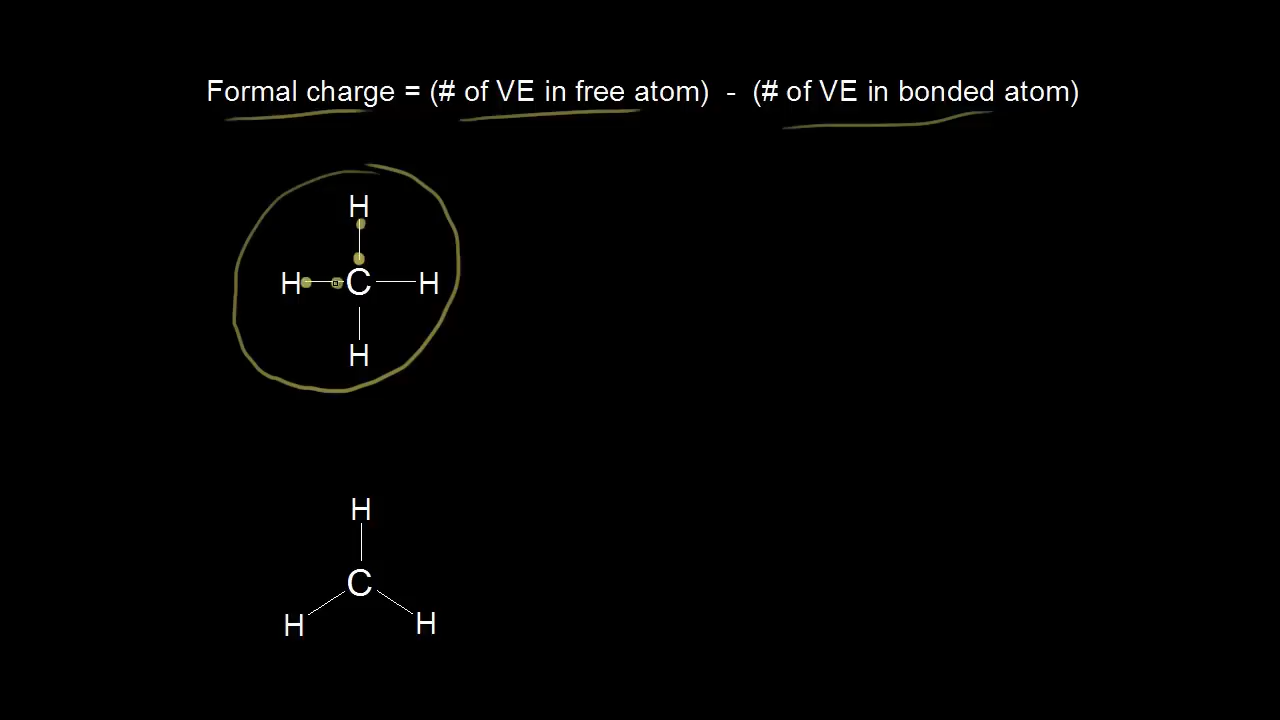 Formal charge = (# of VE in free atom) - (# of VE in bonded atom)
H
H C H
H
H
C
H H